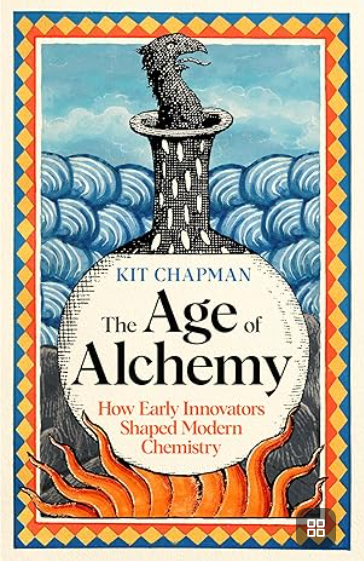 KIT CHAPMAN
The Age of
Alchemy
How Early Innovators
Shaped Modern
Chemistry